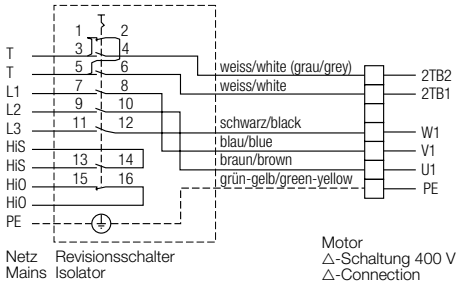 1 2
T 3 4
weiss/white (grau/grey) 2TB2
T 5 6
weiss/white 2TB1
L1 7 8
L2 9 10
L3 11 12
schwarz/black W1
HiS
blau/blue V1
HiS 13 14
braun/brown U1
HiO 15 16
grün-gelb/green-yellow PE
HiO
PE
Netz Revisionsschalter
Mains Isolator
Motor
△-Schaltung 400 V
△-Connection